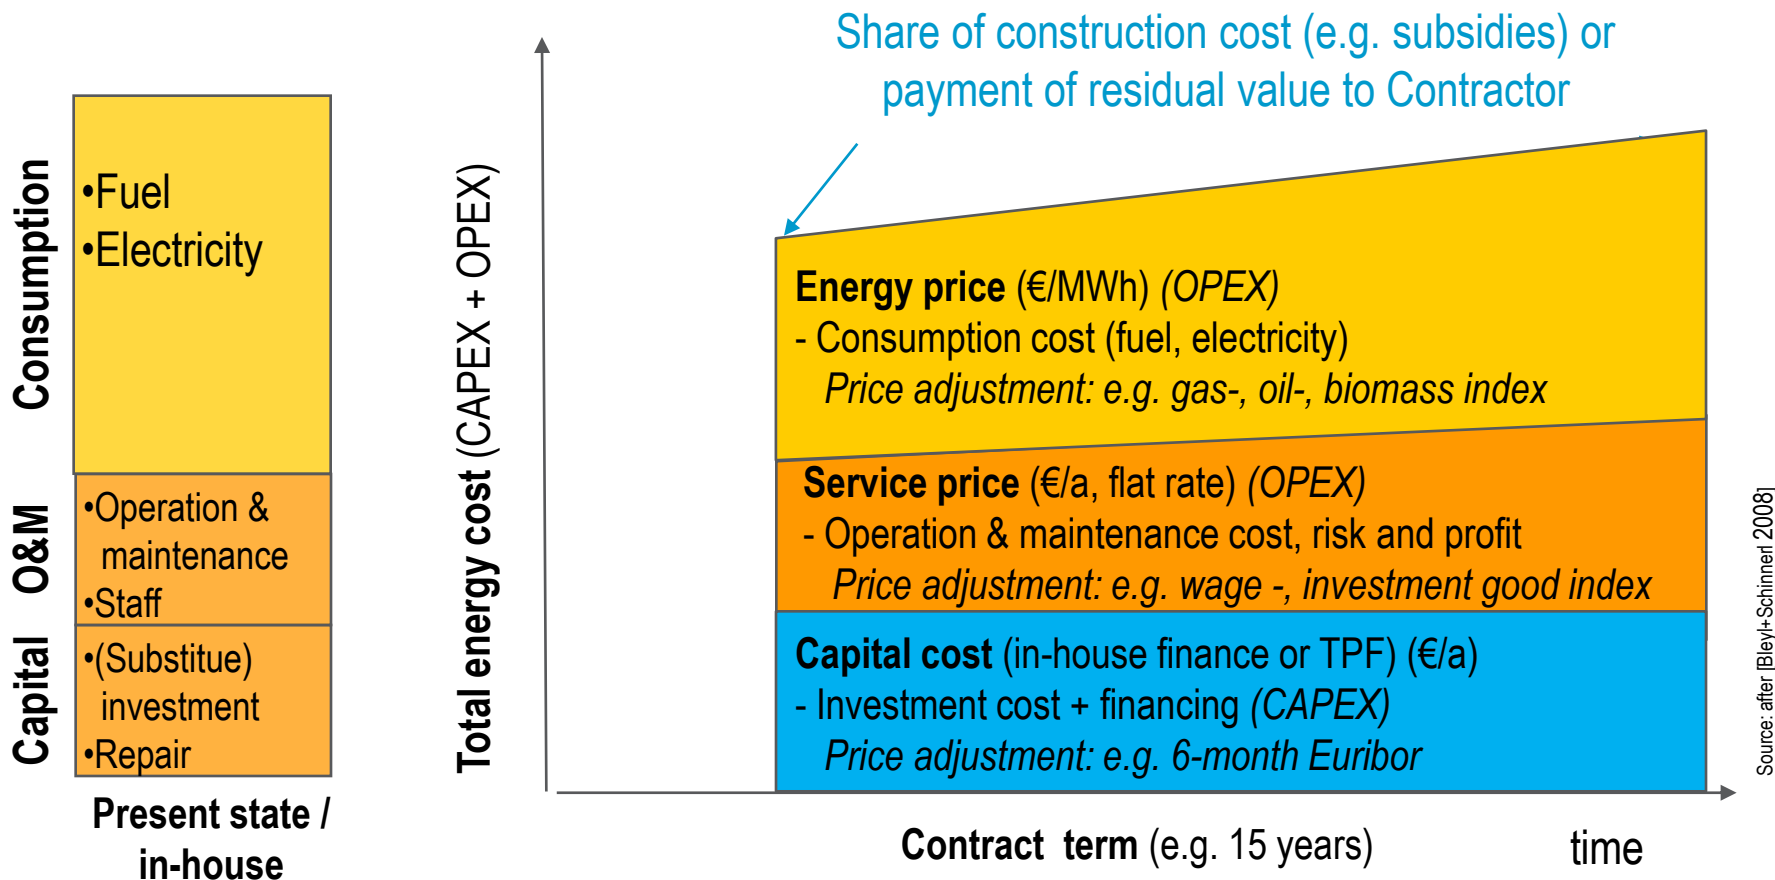 Share of construction cost (e.g. subsidies) or
payment of residual value to Contractor
Consumption
•Fuel
•Electricity
O&M
•Operation &
maintenance
•Staff
Capital
•(Substitue)
investment
•Repair
Present state /
in-house
Total energy cost (CAPEX + OPEX)
Energy price (€/MWh) (OPEX)
- Consumption cost (fuel, electricity)
Price adjustment: e.g. gas-, oil-, biomass index
Service price (€/a, flat rate) (OPEX)
- Operation & maintenance cost, risk and profit
Price adjustment: e.g. wage -, investment good index
Capital cost (in-house finance or TPF) (€/a)
- Investment cost + financing (CAPEX)
Price adjustment: e.g. 6-month Euribor
Contract term (e.g. 15 years)
time
Source: after [Bleyl+Schinnerl 2008]